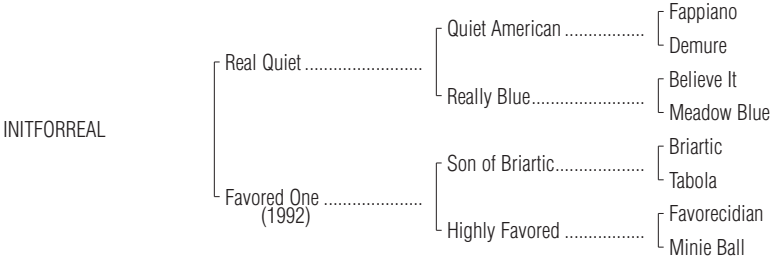 Fappiano
Quiet American .................
Demure
Real Quiet .........................
Believe It
Really Blue........................
Meadow Blue
INITFORREAL
Briartic
Son of Briartic...................
Tabola
Favored One .....................
(1992)
Favorecidian
Highly Favored .................
Minie Ball